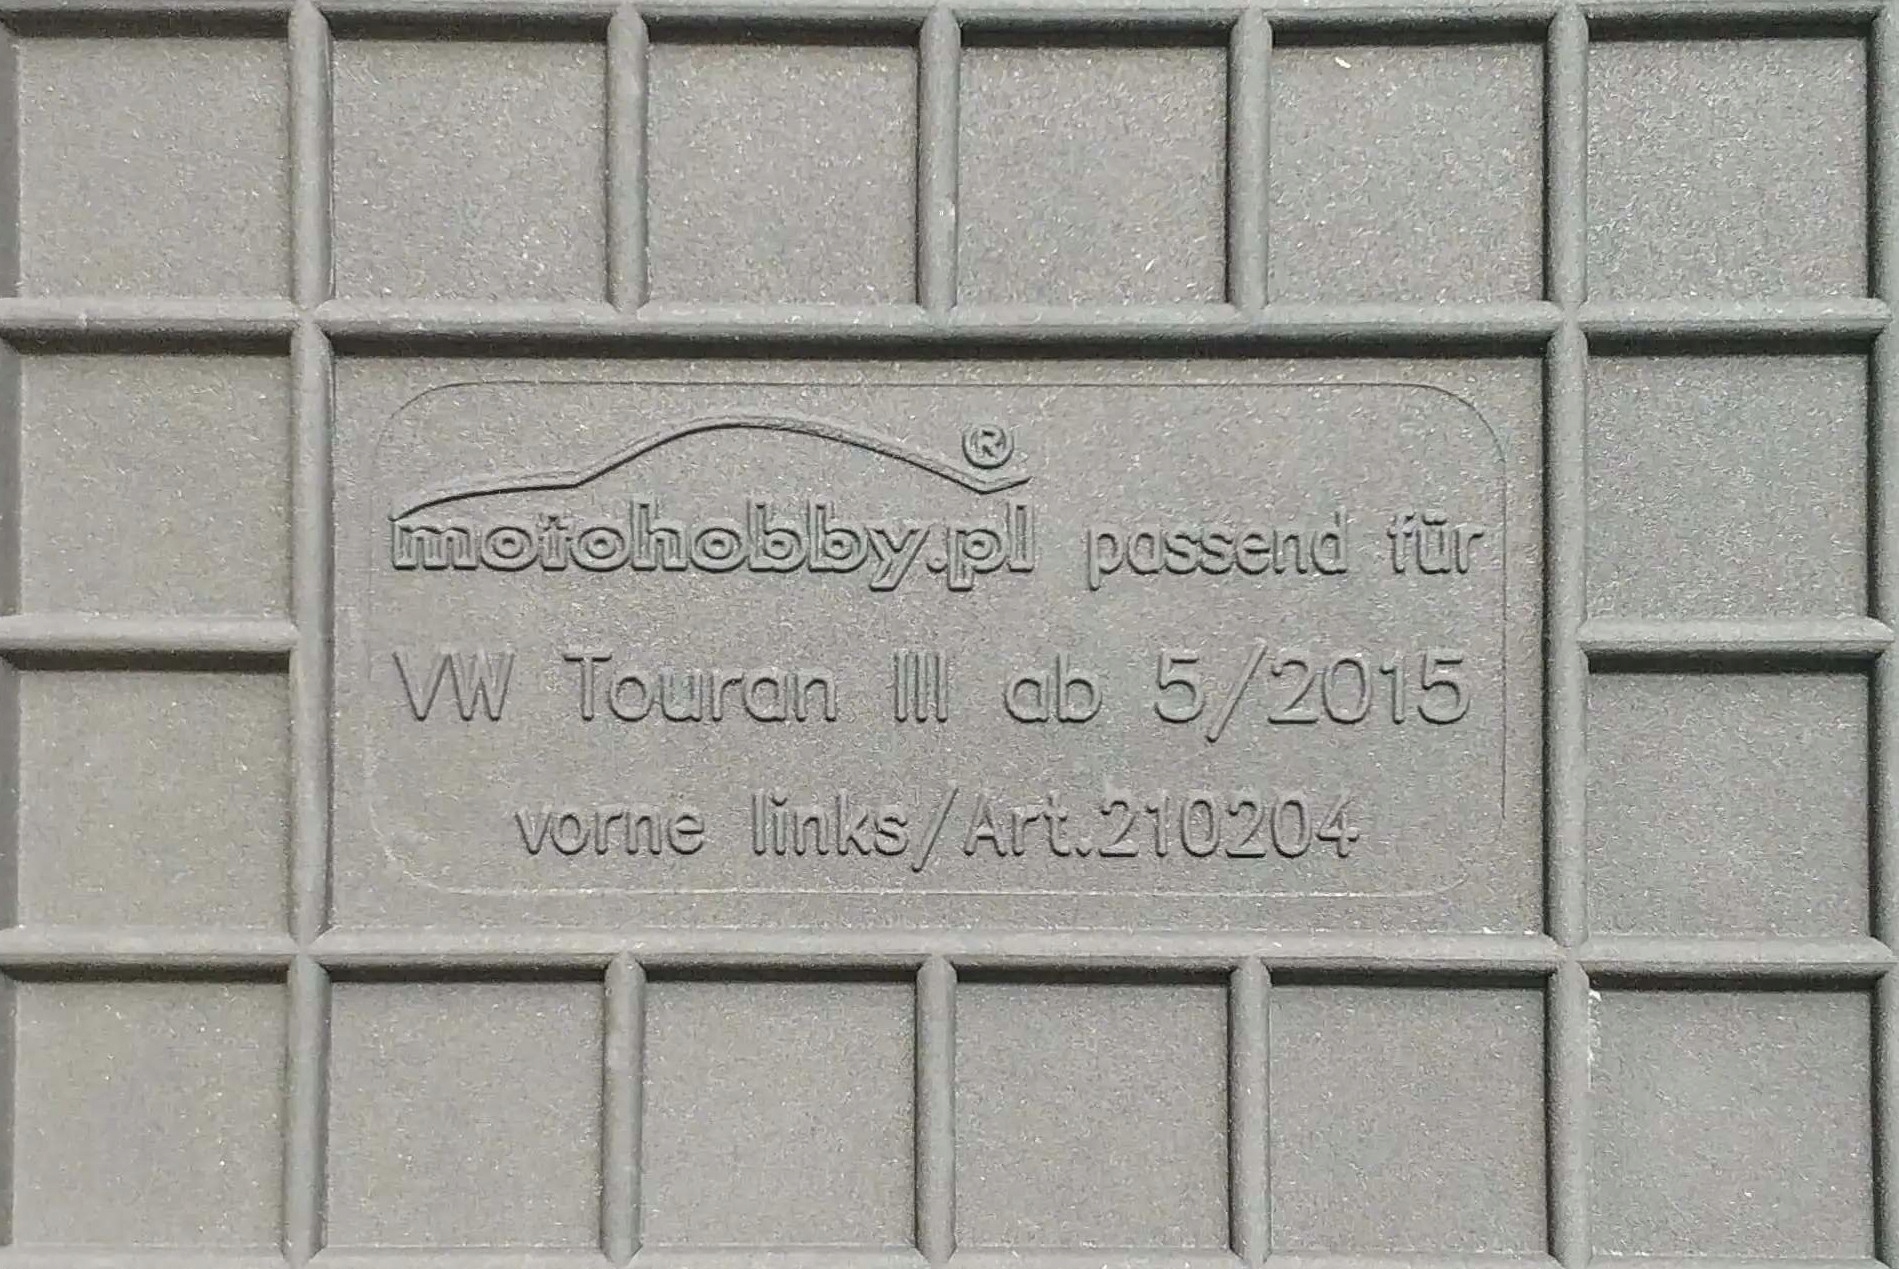 motohobby.pl® passend für
VW Touran III ab 5/2015
vorne links/Art.210204